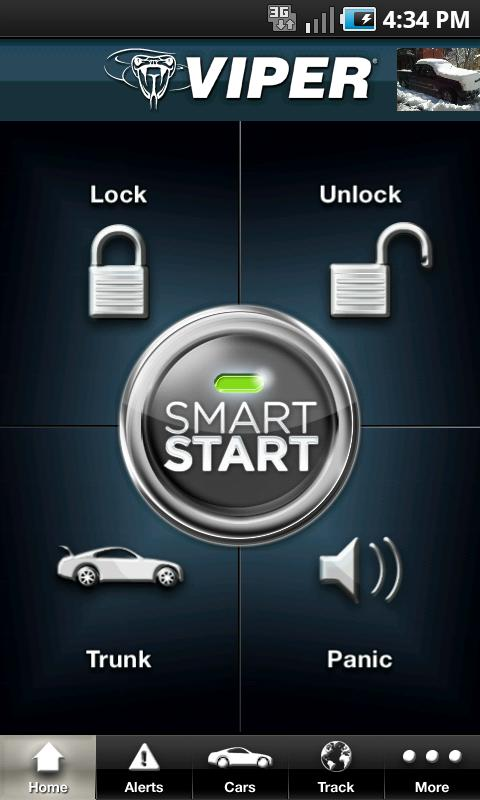 3G 4:34 PM
VIPER®
Lock Unlock
SMART
START
Trunk Panic
Home Alerts Cars Track More